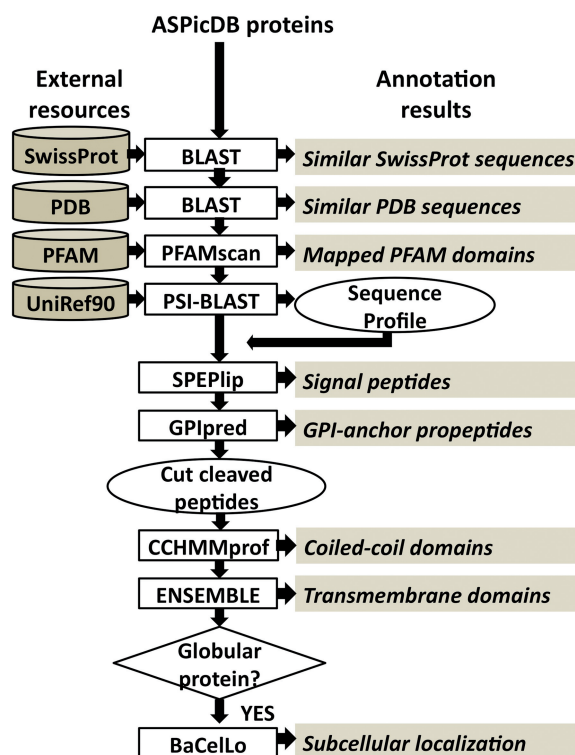 ASPicDB proteins
External
resources
Annotation
results
SwissProt
BLAST
Similar SwissProt sequences
PDB
BLAST
Similar PDB sequences
PFAM
PFAMscan
Mapped PFAM domains
UniRef90
PSI-BLAST
Sequence
Profile
SPEPlip
Signal peptides
GPIpred
GPI-anchor propeptides
Cut cleaved
peptides
CCHMMprof
Coiled-coil domains
ENSEMBLE
Transmembrane domains
Globular
protein?
YES
BaCelLo
Subcellular localization